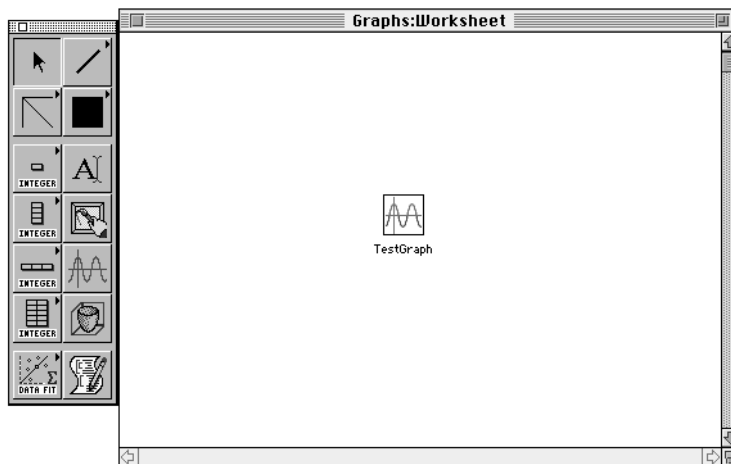 Graphs:Worksheet
A
INTEGER
INTEGER
TestGraph
INTEGER
INTEGER
Σ
DATA FIT